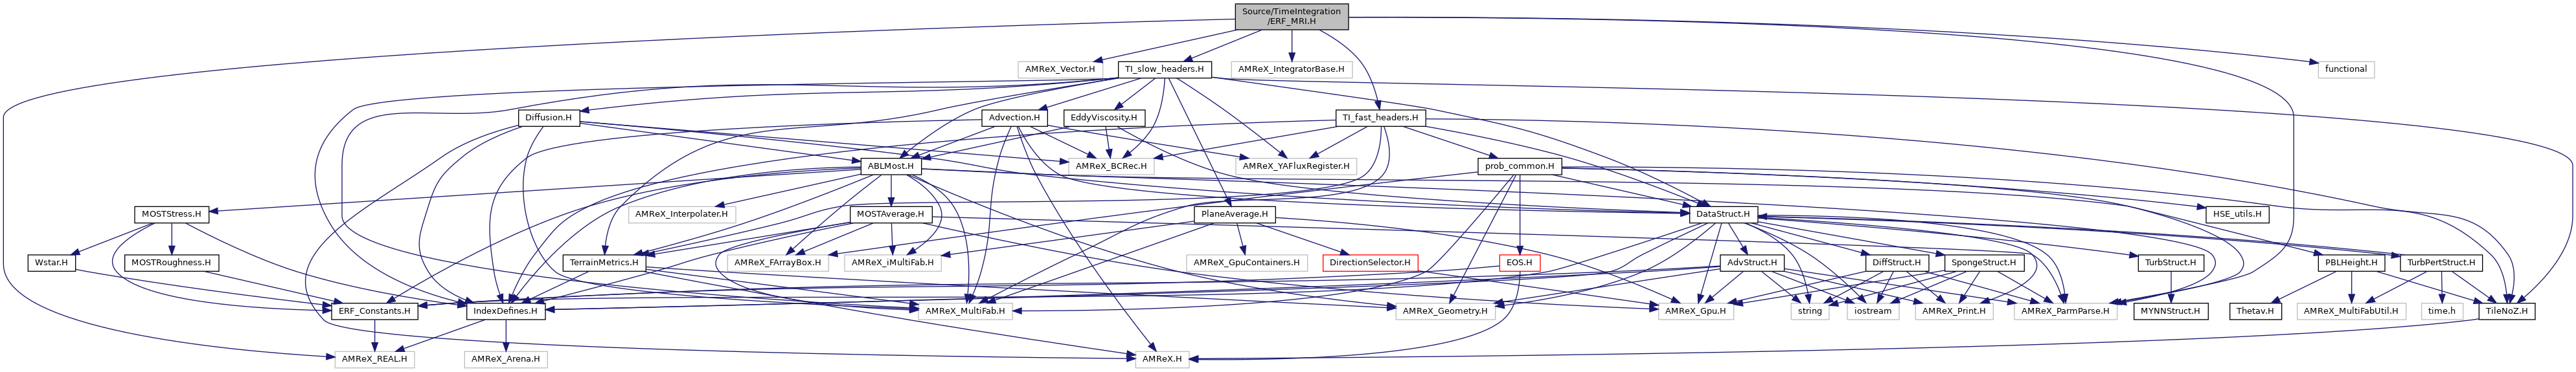 Source/TimeIntegration
/ERF_MRI.H
AMReX_Vector.H
TI_slow_headers.H
AMReX_IntegratorBase.H
functional
Diffusion.H
Advection.H
EddyViscosity.H
TI_fast_headers.H
ABLMost.H
AMReX_BCRec.H
AMReX_YAFluxRegister.H
prob_common.H
MOSTStress.H
AMReX_Interpolater.H
MOSTAverage.H
PlaneAverage.H
DataStruct.H
HSE_utils.H
Wstar.H
MOSTRoughness.H
TerrainMetrics.H
AMReX_FArrayBox.H
AMReX_iMultiFab.H
AMReX_GpuContainers.H
DirectionSelector.H
EOS.H
AdvStruct.H
DiffStruct.H
SpongeStruct.H
TurbStruct.H
PBLHeight.H
TurbPertStruct.H
ERF_Constants.H
IndexDefines.H
AMReX_MultiFab.H
AMReX_Geometry.H
AMReX_Gpu.H
string
iostream
AMReX_Print.H
AMReX_ParmParse.H
MYNNStruct.H
Thetav.H
AMReX_MultiFabUtil.H
time.h
TileNoZ.H
AMReX_REAL.H
AMReX_Arena.H
AMReX.H